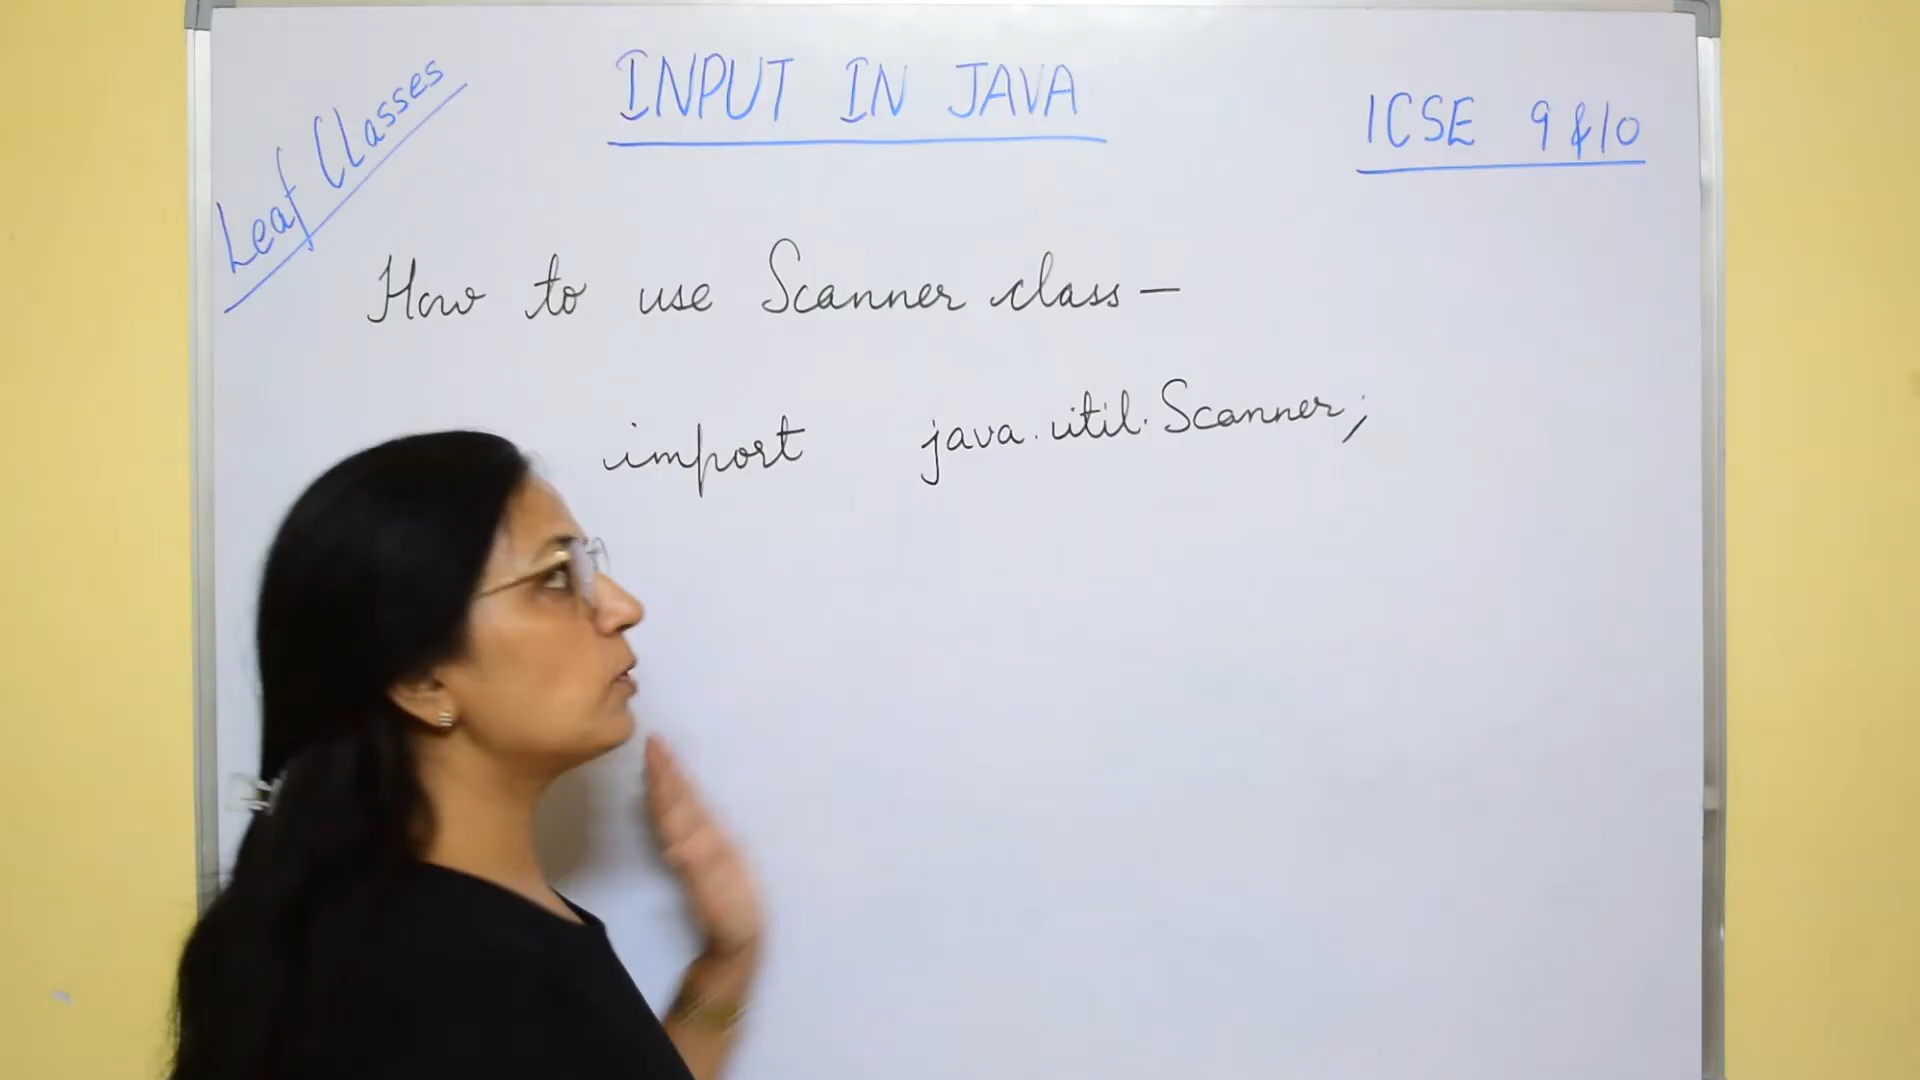 Leaf Classes
INPUT IN JAVA
ICSE 9 & 10
How to use Scanner class —
import java.util.Scanner;